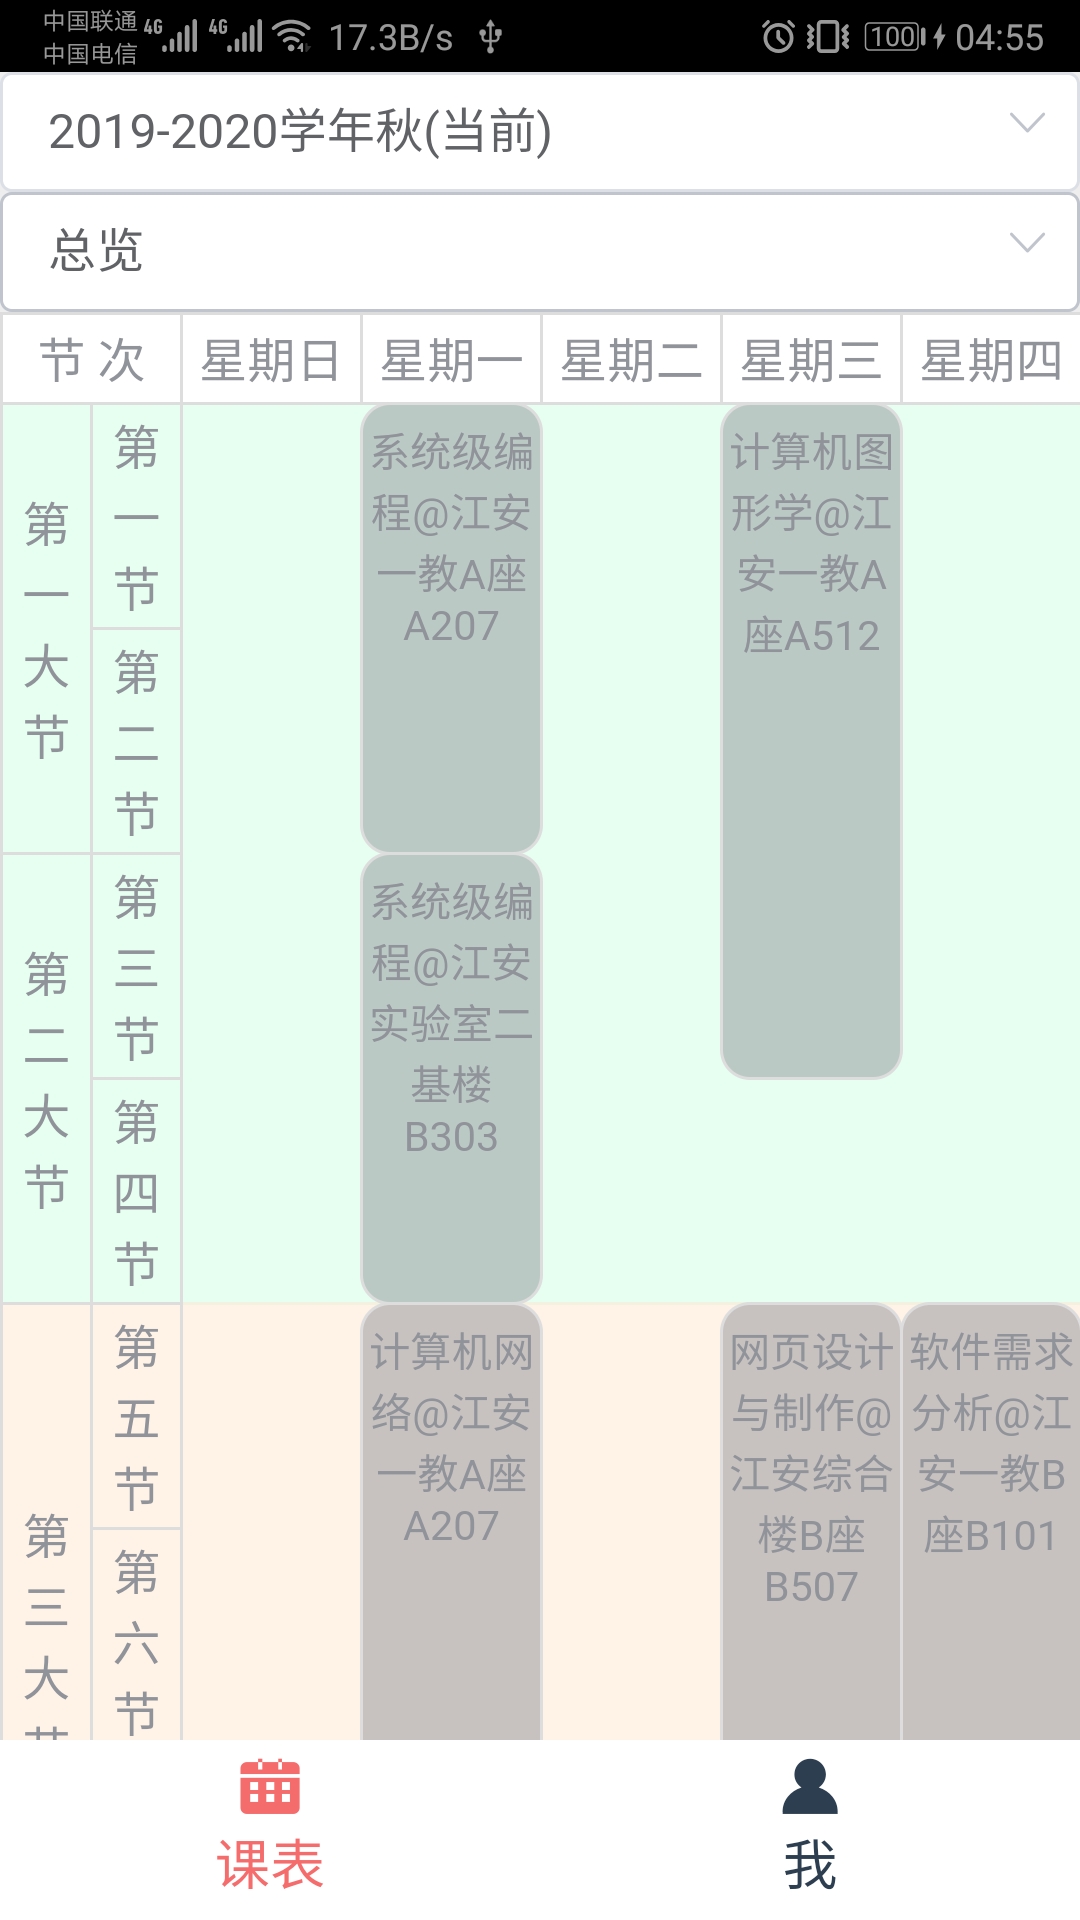 中国联通
中国电信
4G 4G 17.3B/s 100 04:55
2019-2020学年秋(当前)
总览
节 次 星期日 星期一 星期二 星期三 星期四
第
一
大
节
第
一
节
第
二
节
系统级编
程@江安
一教A座
A207
计算机图
形学@江
安一教A
座A512
第
二
大
节
第
三
节
第
四
节
系统级编
程@江安
实验室二
基楼
B303
第
三
大
节
第
五
节
第
六
节
计算机网
络@江安
一教A座
A207
网页设计
与制作@
江安综合
楼B座
B507
软件需求
分析@江
安一教B
座B101
课表
我